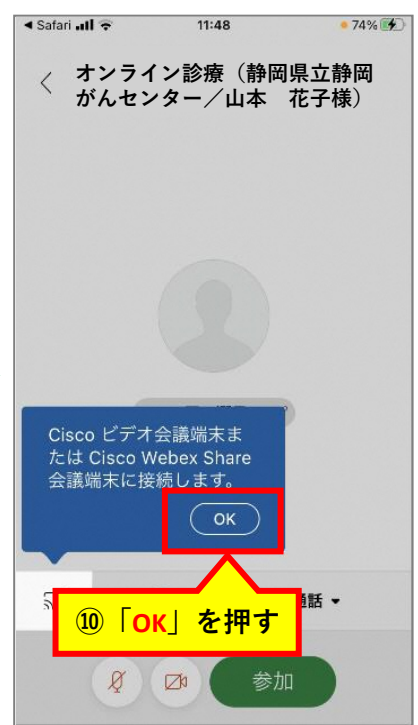 ◀ Safari 11:48 74%
オンライン診療（静岡県立静岡
がんセンター／山本　花子様）
Cisco ビデオ会議端末ま
たは Cisco Webex Share
会議端末に接続します。
OK
⑩「OK」を押す
話
参加